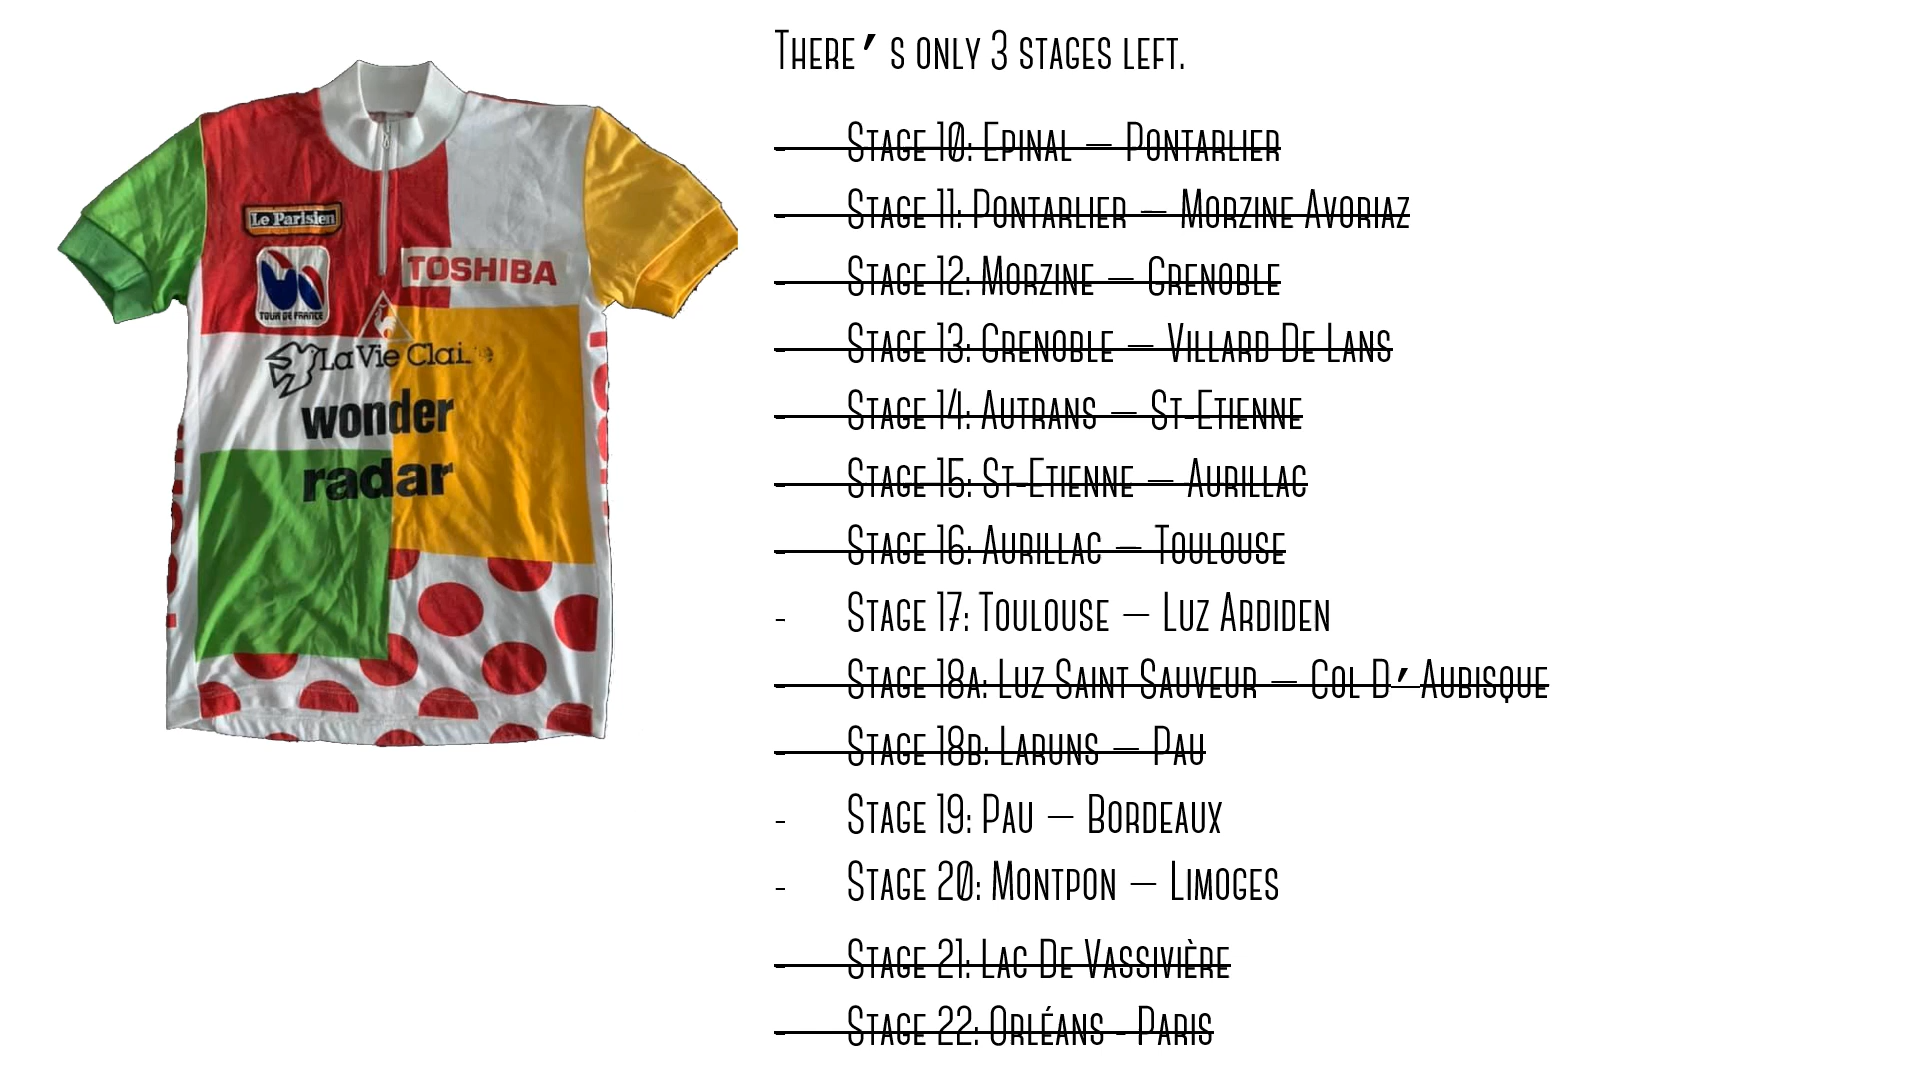 There's only 3 stages left.
- Stage 10: Epinal – Pontarlier
- Stage 11: Pontarlier – Morzine Avoriaz
- Stage 12: Morzine – Grenoble
- Stage 13: Grenoble – Villard De Lans
- Stage 14: Autrans – St-Etienne
- Stage 15: St-Etienne – Aurillac
- Stage 16: Aurillac – Toulouse
- Stage 17: Toulouse – Luz Ardiden
- Stage 18a: Luz Saint Sauveur – Col D'Aubisque
- Stage 18b: Laruns – Pau
- Stage 19: Pau – Bordeaux
- Stage 20: Montpon – Limoges
- Stage 21: Lac De Vassivière
- Stage 22: Orléans - Paris
Le Parisien
TOSHIBA
TOUR DE FRANCE
La Vie Clai
wonder
radar